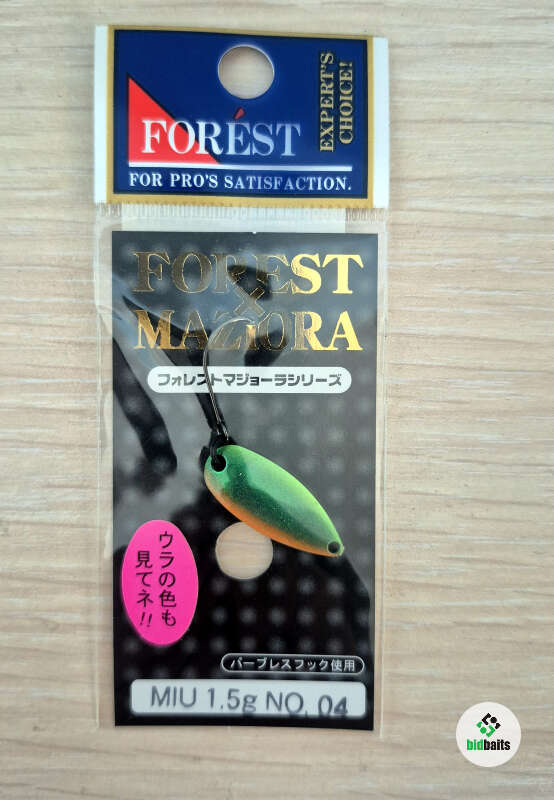 FORÉST
EXPERT'S
CHOICE!
FOR PRO'S SATISFACTION.
FOREST
×
MAZIORA
フォレストマジョーラシリーズ
ウラの色も
見てネ!!
バーブレスフック使用
MIU 1.5g NO. 04
bidbaits